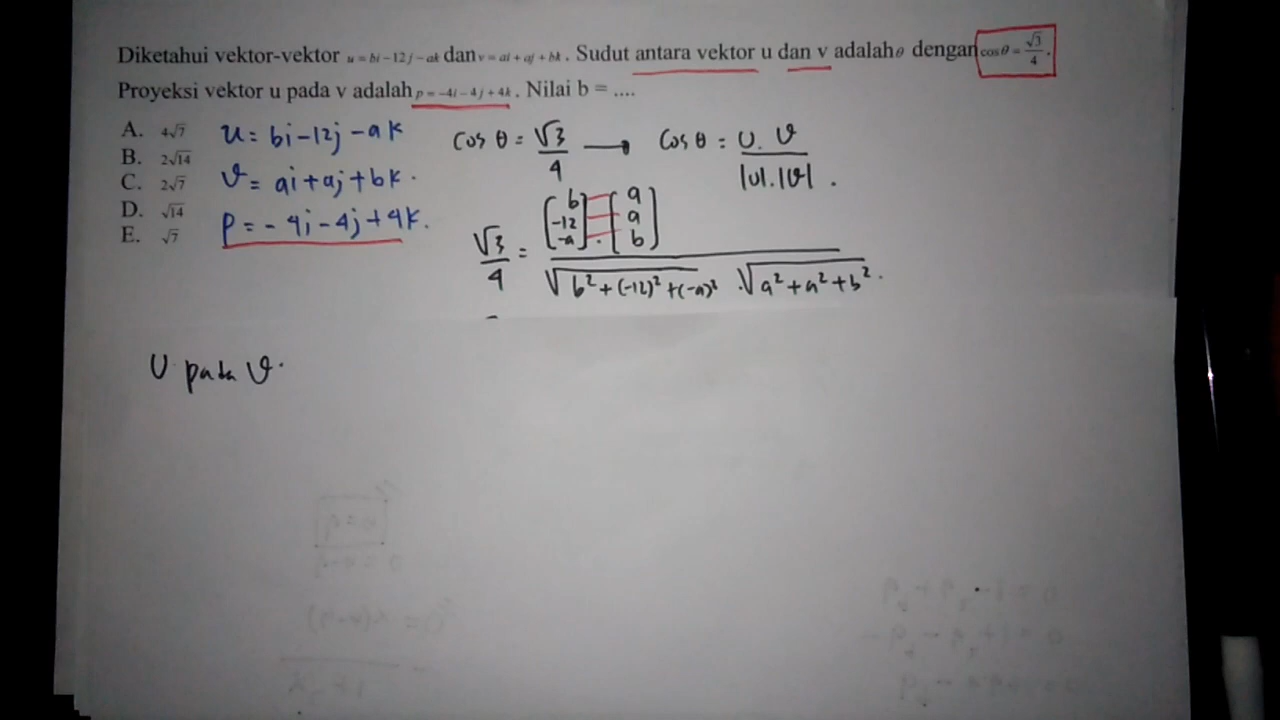 Diketahui vektor-vektor u = bi − 12j − ak dan v = ai + aj + bk. Sudut antara vektor u dan v adalah θ dengan cos θ = √3/4.
Proyeksi vektor u pada v adalah p = −4i − 4j + 4k. Nilai b = ....
A. 4√7
B. 2√14
C. 2√7
D. √14
E. √7
u = bi − 12j − ak
v = ai + aj + bk.
p = − 4i − 4j + 4k.
Cos θ = √3/4 → Cos θ = U . V / |U| . |V| .
√3/4 = [b −12 −a] . [a a b] / √b² + (−12)² + (−a)² . √a² + a² + b² .
U pada V.